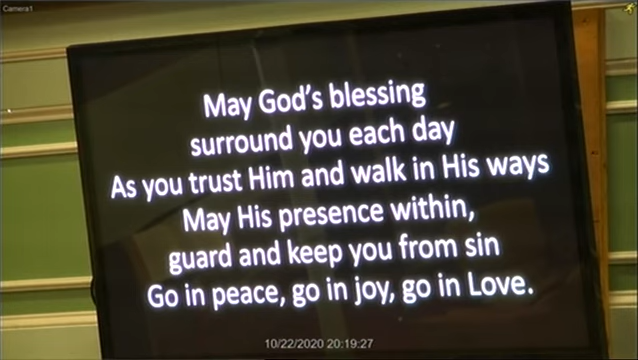 Camera1
May God's blessing
surround you each day
As you trust Him and walk in His ways
May His presence within,
guard and keep you from sin
Go in peace, go in joy, go in Love.
10/22/2020 20:19:27